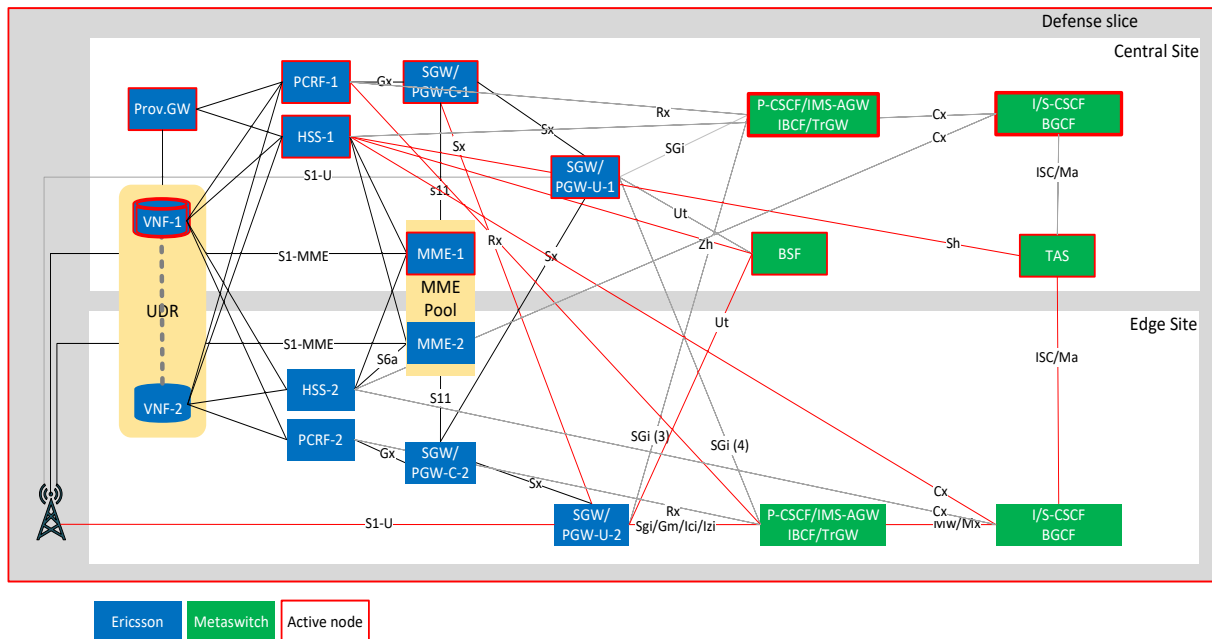 Defense slice
Central Site
Prov.GW
PCRF-1
Gx
SGW/
PGW-C-1
HSS-1
Rx
P-CSCF/IMS-AGW
IBCF/TrGW
Cx
Cx
I/S-CSCF
BGCF
Sx
Sx
SGi
S1-U
SGW/
PGW-U-1
ISC/Ma
s11
Ut
VNF-1
Rx
Zh
Sh
S1-MME
MME-1
Sx
BSF
TAS
MME
Pool
UDR
Edge Site
Ut
S1-MME
MME-2
S6a
ISC/Ma
HSS-2
S11
VNF-2
PCRF-2
Gx
SGW/
PGW-C-2
SGi (3)
SGi (4)
Sx
Cx
S1-U
SGW/
PGW-U-2
Rx
Sgi/Gm/Ici/Izi
P-CSCF/IMS-AGW
IBCF/TrGW
Cx
Mw/Mx
I/S-CSCF
BGCF
Ericsson
Metaswitch
Active node